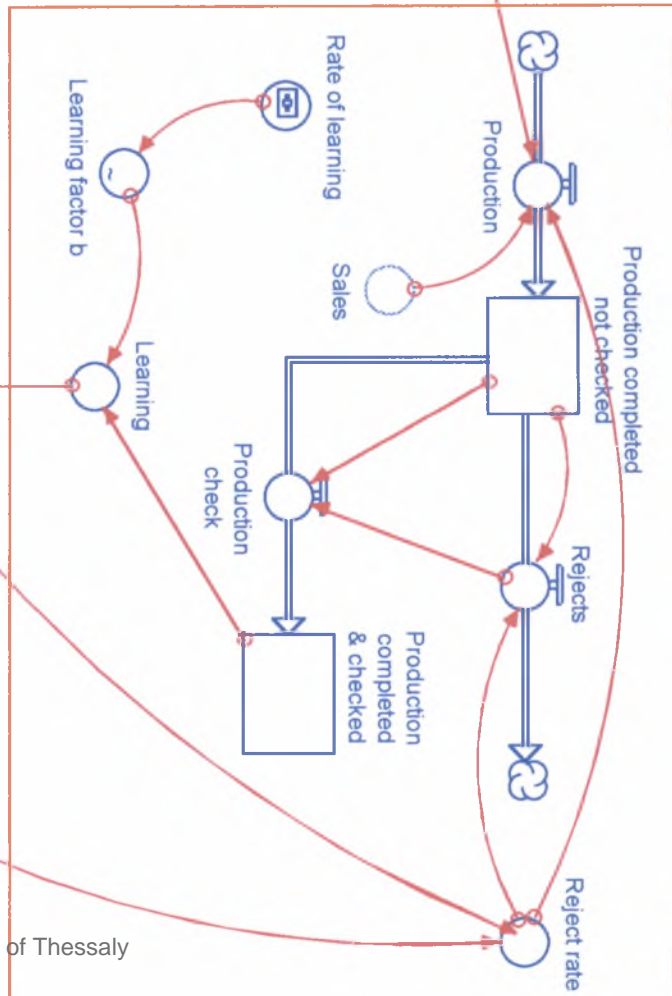 Rate of learning
Learning factor b
Learning
Sales
Production
Production completed
not checked
Production
check
Rejects
Production
completed
& checked
Reject rate
~
of Thessaly